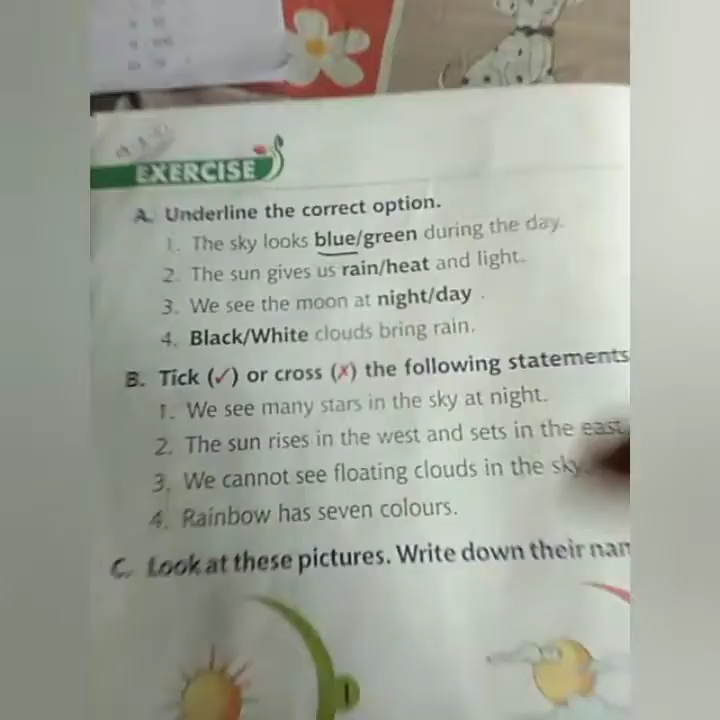 EXERCISE
A. Underline the correct option.
1. The sky looks blue/green during the day.
2. The sun gives us rain/heat and light.
3. We see the moon at night/day .
4. Black/White clouds bring rain.
B. Tick (✓) or cross (✗) the following statements
1. We see many stars in the sky at night.
2. The sun rises in the west and sets in the east.
3. We cannot see floating clouds in the sky.
4. Rainbow has seven colours.
C. Look at these pictures. Write down their nam
1